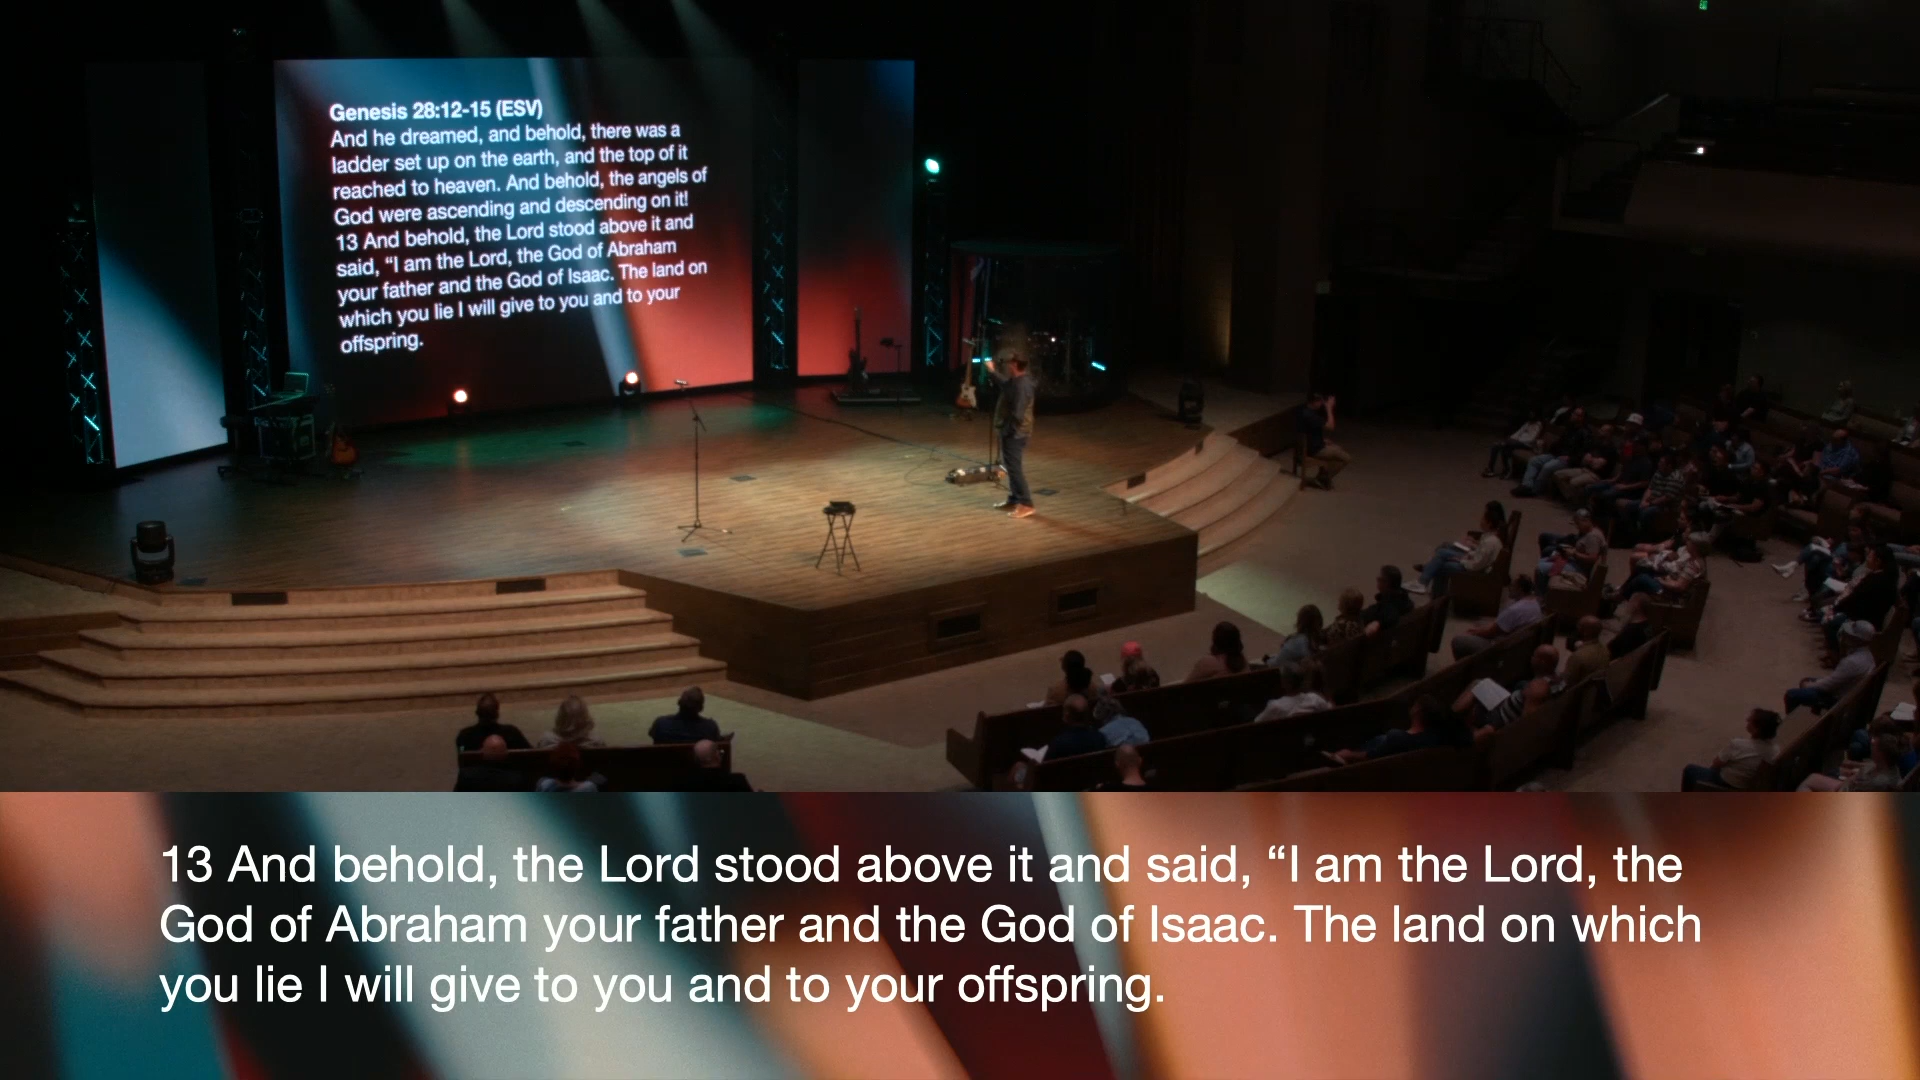 Genesis 28:12-15 (ESV)
And he dreamed, and behold, there was a
ladder set up on the earth, and the top of it
reached to heaven. And behold, the angels of
God were ascending and descending on it!
13 And behold, the Lord stood above it and
said, “I am the Lord, the God of Abraham
your father and the God of Isaac. The land on
which you lie I will give to you and to your
offspring.
13 And behold, the Lord stood above it and said, “I am the Lord, the
God of Abraham your father and the God of Isaac. The land on which
you lie I will give to you and to your offspring.